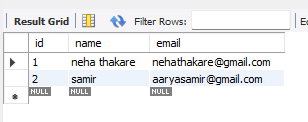 Result Grid Filter Rows: Ed
id name email
1 neha thakare nehathakare@gmail.com
2 samir aaryasamir@gmail.com
NULL NULL NULL